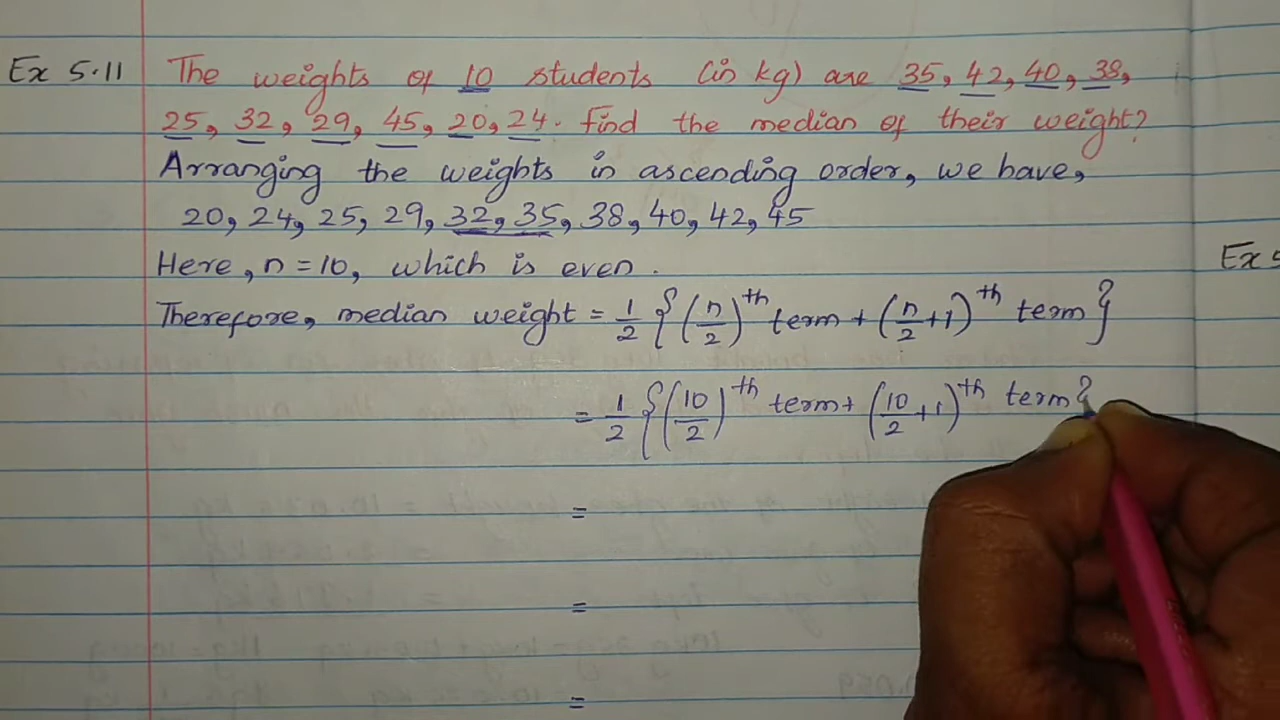 Ex 5.11 The weights of 10 students (in kg) are 35, 42, 40, 38,
25, 32, 29, 45, 20, 24. Find the median of their weight?
Arranging the weights in ascending order, we have,
20, 24, 25, 29, 32, 35, 38, 40, 42, 45
Here, n = 10, which is even.
Ex 5
Therefore, median weight = 1/2 {(n/2)^th term + (n/2 + 1)^th term}
= 1/2 {(10/2)^th term + (10/2 + 1)^th term}
=
=
=